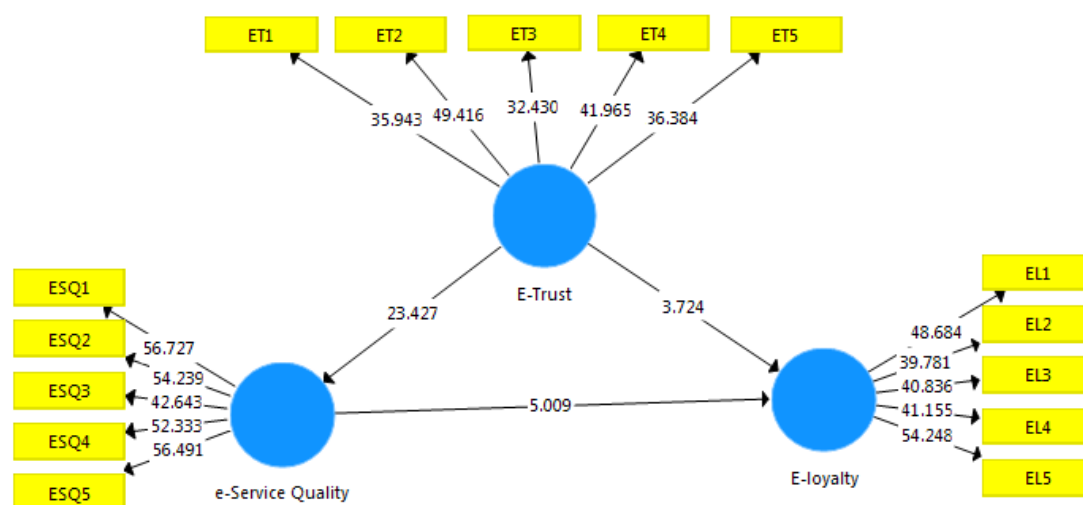 ET1
ET2
ET3
ET4
ET5
35.943
49.416
32.430
41.965
36.384
E-Trust
23.427
3.724
ESQ1
ESQ2
ESQ3
ESQ4
ESQ5
56.727
54.239
42.643
52.333
56.491
e-Service Quality
5.009
EL1
EL2
EL3
EL4
EL5
48.684
39.781
40.836
41.155
54.248
E-loyalty